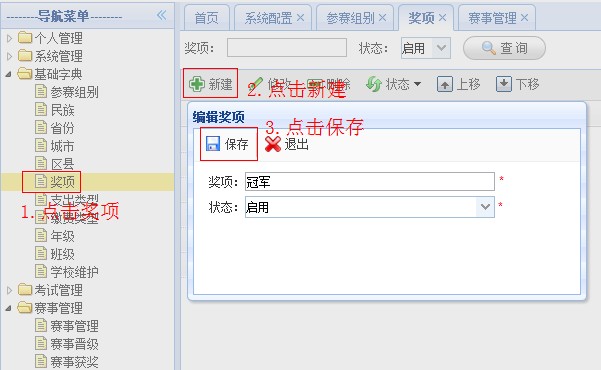 --------导航菜单--------
个人管理
系统管理
基础字典
参赛组别
民族
省份
城市
区县
奖项
支出类型
1.点击奖项
年级
班级
学校维护
考试管理
赛事管理
赛事管理
赛事晋级
赛事获奖
首页 系统配置 参赛组别 奖项 赛事管理
奖项: 状态: 启用 查 询
新建 修改 删除 状态 上移 下移
2.点击新建
编辑奖项
3.点击保存
保存 退出
奖项: 冠军 *
状态: 启用 *